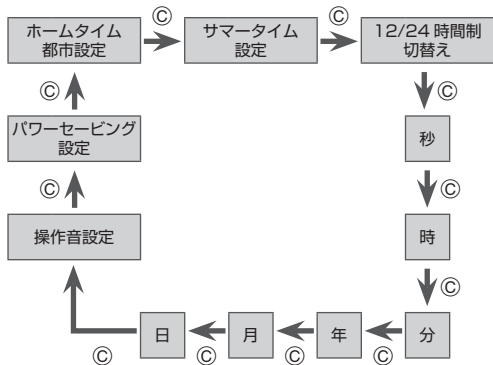 Ⓒ
Ⓒ
ホームタイム
都市設定
サマータイム
設定
12/24 時間制
切替え
Ⓒ
Ⓒ
パワーセービング
設定
秒
Ⓒ
Ⓒ
操作音設定
時
Ⓒ
日
月
年
分
Ⓒ
Ⓒ
Ⓒ
Ⓒ